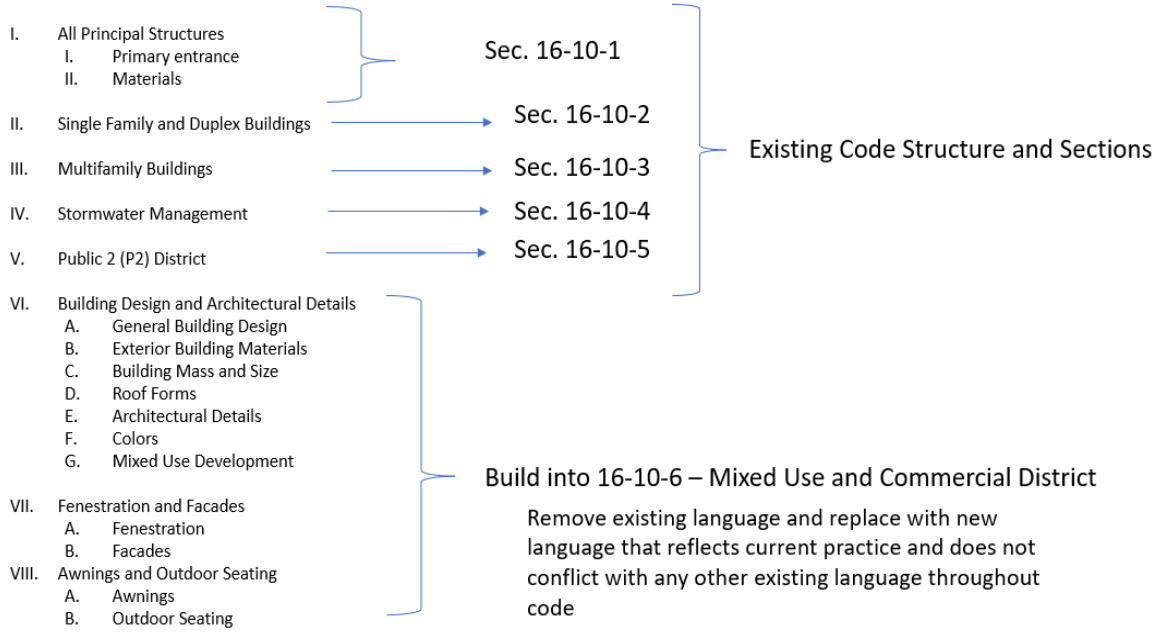 I. All Principal Structures
I. Primary entrance
II. Materials
Sec. 16-10-1
II. Single Family and Duplex Buildings
Sec. 16-10-2
III. Multifamily Buildings
Sec. 16-10-3
IV. Stormwater Management
Sec. 16-10-4
V. Public 2 (P2) District
Sec. 16-10-5
Existing Code Structure and Sections
VI. Building Design and Architectural Details
A. General Building Design
B. Exterior Building Materials
C. Building Mass and Size
D. Roof Forms
E. Architectural Details
F. Colors
G. Mixed Use Development
VII. Fenestration and Facades
A. Fenestration
B. Facades
VIII. Awnings and Outdoor Seating
A. Awnings
B. Outdoor Seating
Build into 16-10-6 – Mixed Use and Commercial District
Remove existing language and replace with new
language that reflects current practice and does not
conflict with any other existing language throughout
code